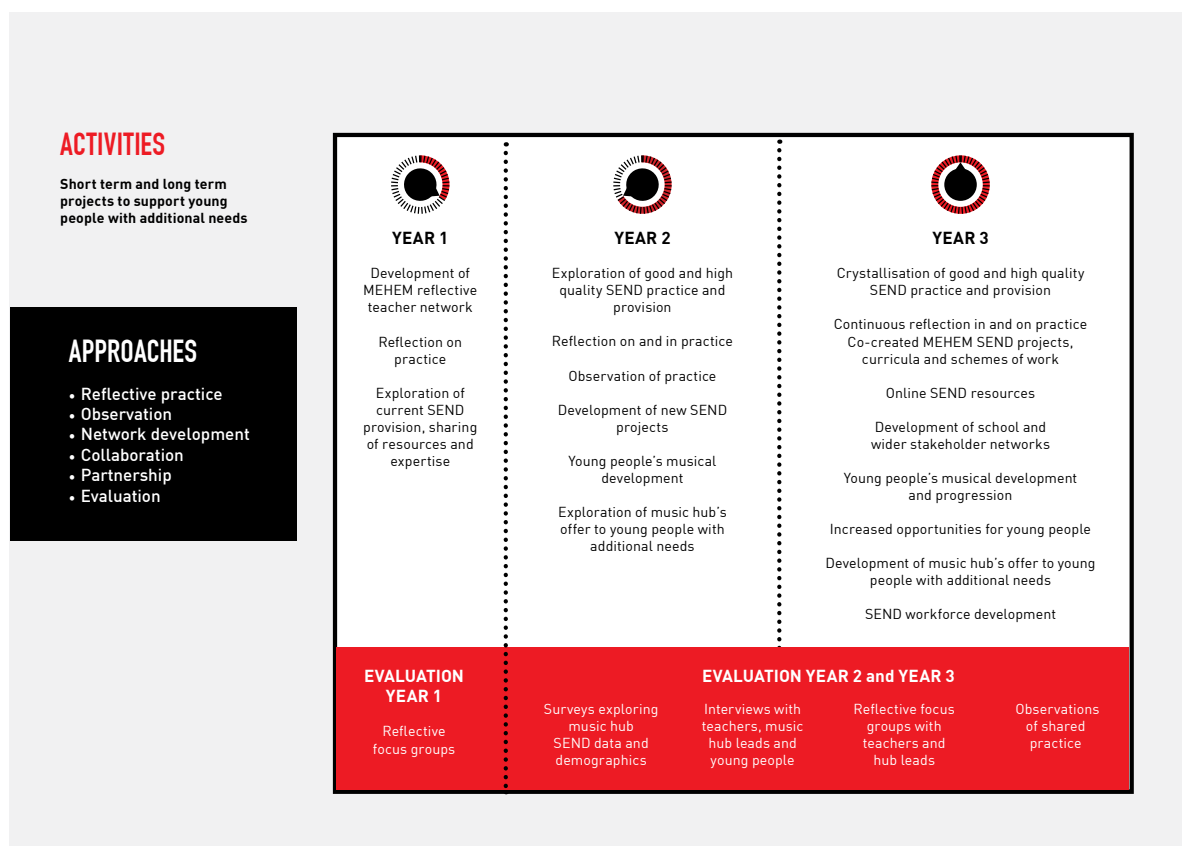 ACTIVITIES
Short term and long term
projects to support young
people with additional needs
APPROACHES
• Reflective practice
• Observation
• Network development
• Collaboration
• Partnership
• Evaluation
YEAR 1
Development of
MEHEM reflective
teacher network
Reflection on
practice
Exploration of
current SEND
provision, sharing
of resources and
expertise
YEAR 2
Exploration of good and high
quality SEND practice and
provision
Reflection on and in practice
Observation of practice
Development of new SEND
projects
Young people’s musical
development
Exploration of music hub’s
offer to young people with
additional needs
YEAR 3
Crystallisation of good and high quality
SEND practice and provision
Continuous reflection in and on practice
Co-created MEHEM SEND projects,
curricula and schemes of work
Online SEND resources
Development of school and
wider stakeholder networks
Young people’s musical development
and progression
Increased opportunities for young people
Development of music hub’s offer to young
people with additional needs
SEND workforce development
EVALUATION
YEAR 1
Reflective
focus groups
EVALUATION YEAR 2 and YEAR 3
Surveys exploring
music hub
SEND data and
demographics
Interviews with
teachers, music
hub leads and
young people
Reflective focus
groups with
teachers and
hub leads
Observations
of shared
practice